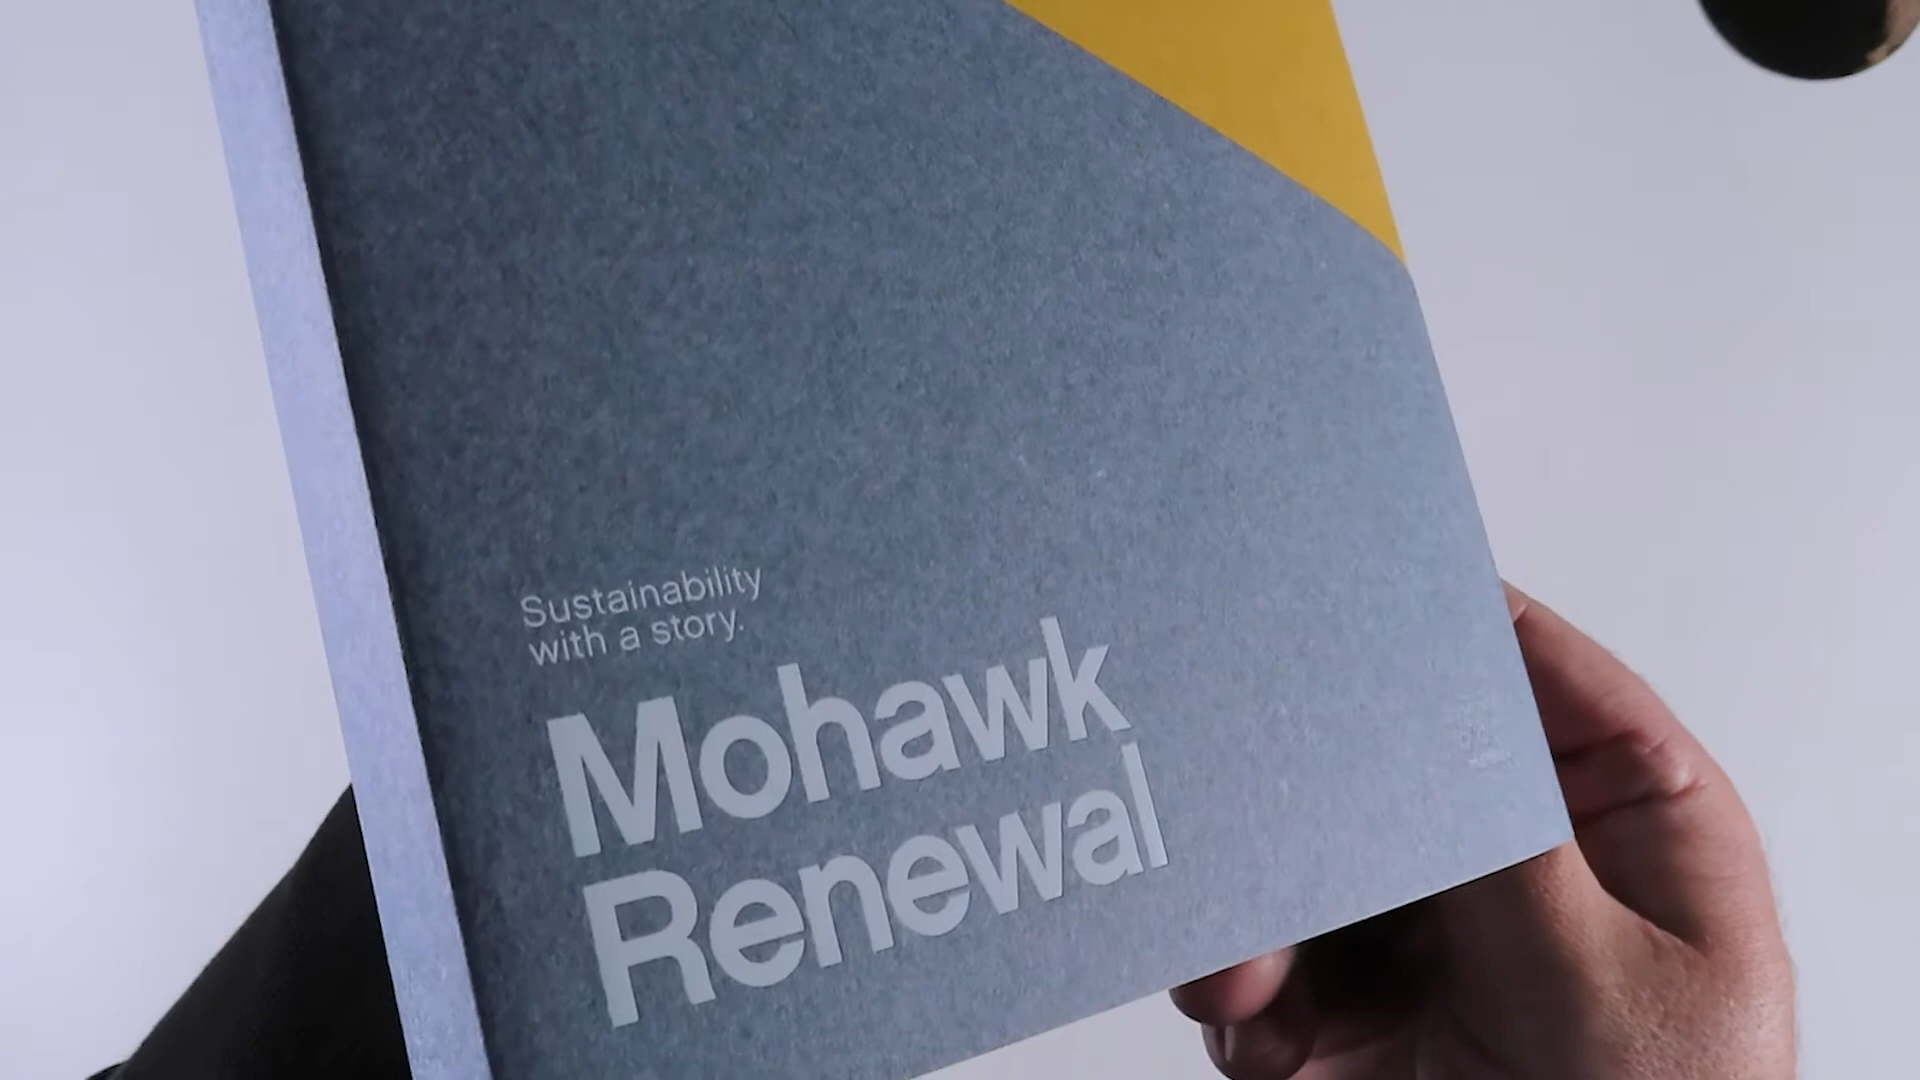 Sustainability
with a story.
Mohawk
Renewal